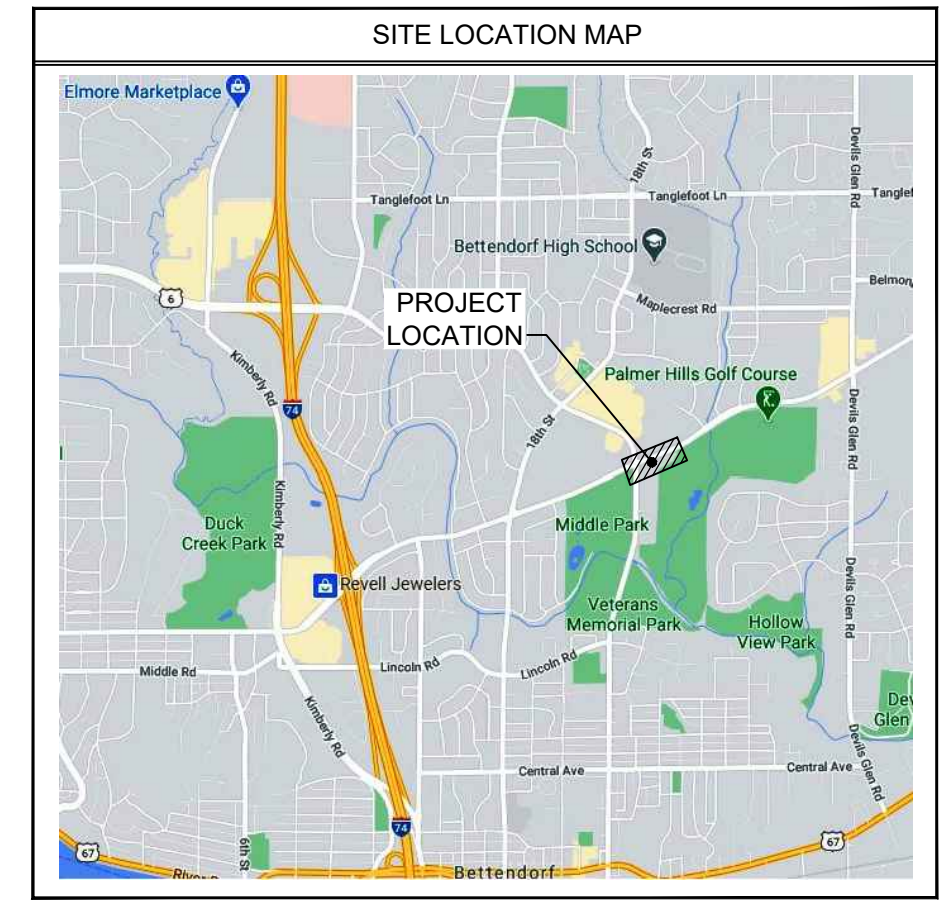 SITE LOCATION MAP
Elmore Marketplace
18th St
Devils Glen Rd
Tanglefoot Ln
Tanglefoot Ln
Tanglef
Bettendorf High School
Belmon
6
PROJECT
LOCATION
Maplecrest Rd
Kimberly Rd
Palmer Hills Golf Course
74
18th St
Devils Glen Rd
Kimberly Rd
Duck
Creek Park
Middle Park
Revell Jewelers
Devils Glen Rd
Veterans
Memorial Park
Hollow
View Park
Middle Rd
Lincoln Rd
Lincoln Rd
Dev
Glen
Kimberly Rd
Devils Glen Rd
Central Ave
Central Ave
74
67
6th St
67
River
Bettendorf